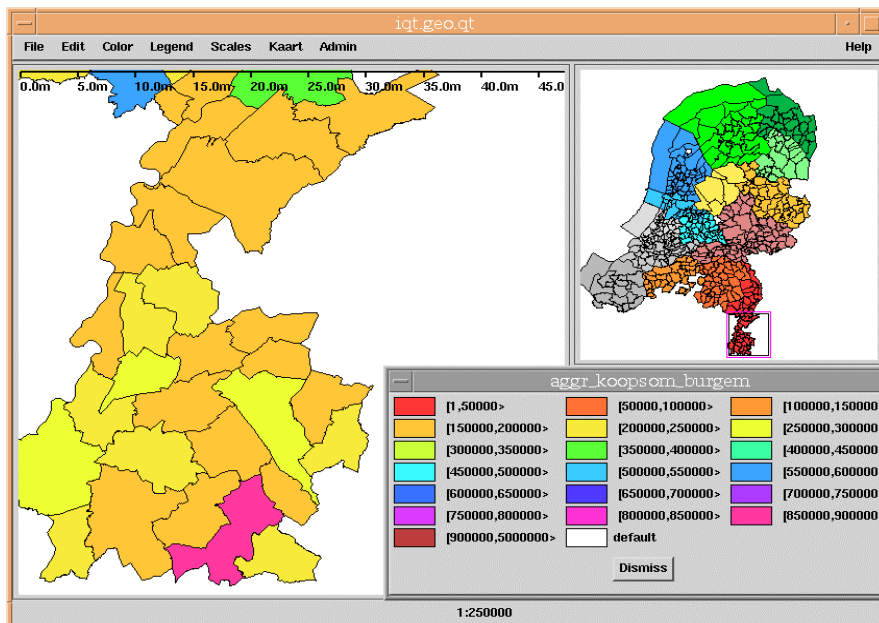 iqt.geo.qt
File Edit Color Legend Scales Kaart Admin Help
0.0m 5.0m 10.0m 15.0m 20.0m 25.0m 30.0m 35.0m 40.0m 45.0
aggr_koopsom_burgem
[1,50000> [50000,100000> [100000,150000
[150000,200000> [200000,250000> [250000,300000
[300000,350000> [350000,400000> [400000,450000
[450000,500000> [500000,550000> [550000,600000
[600000,650000> [650000,700000> [700000,750000
[750000,800000> [800000,850000> [850000,900000
[900000,5000000> default
Dismiss
1:250000